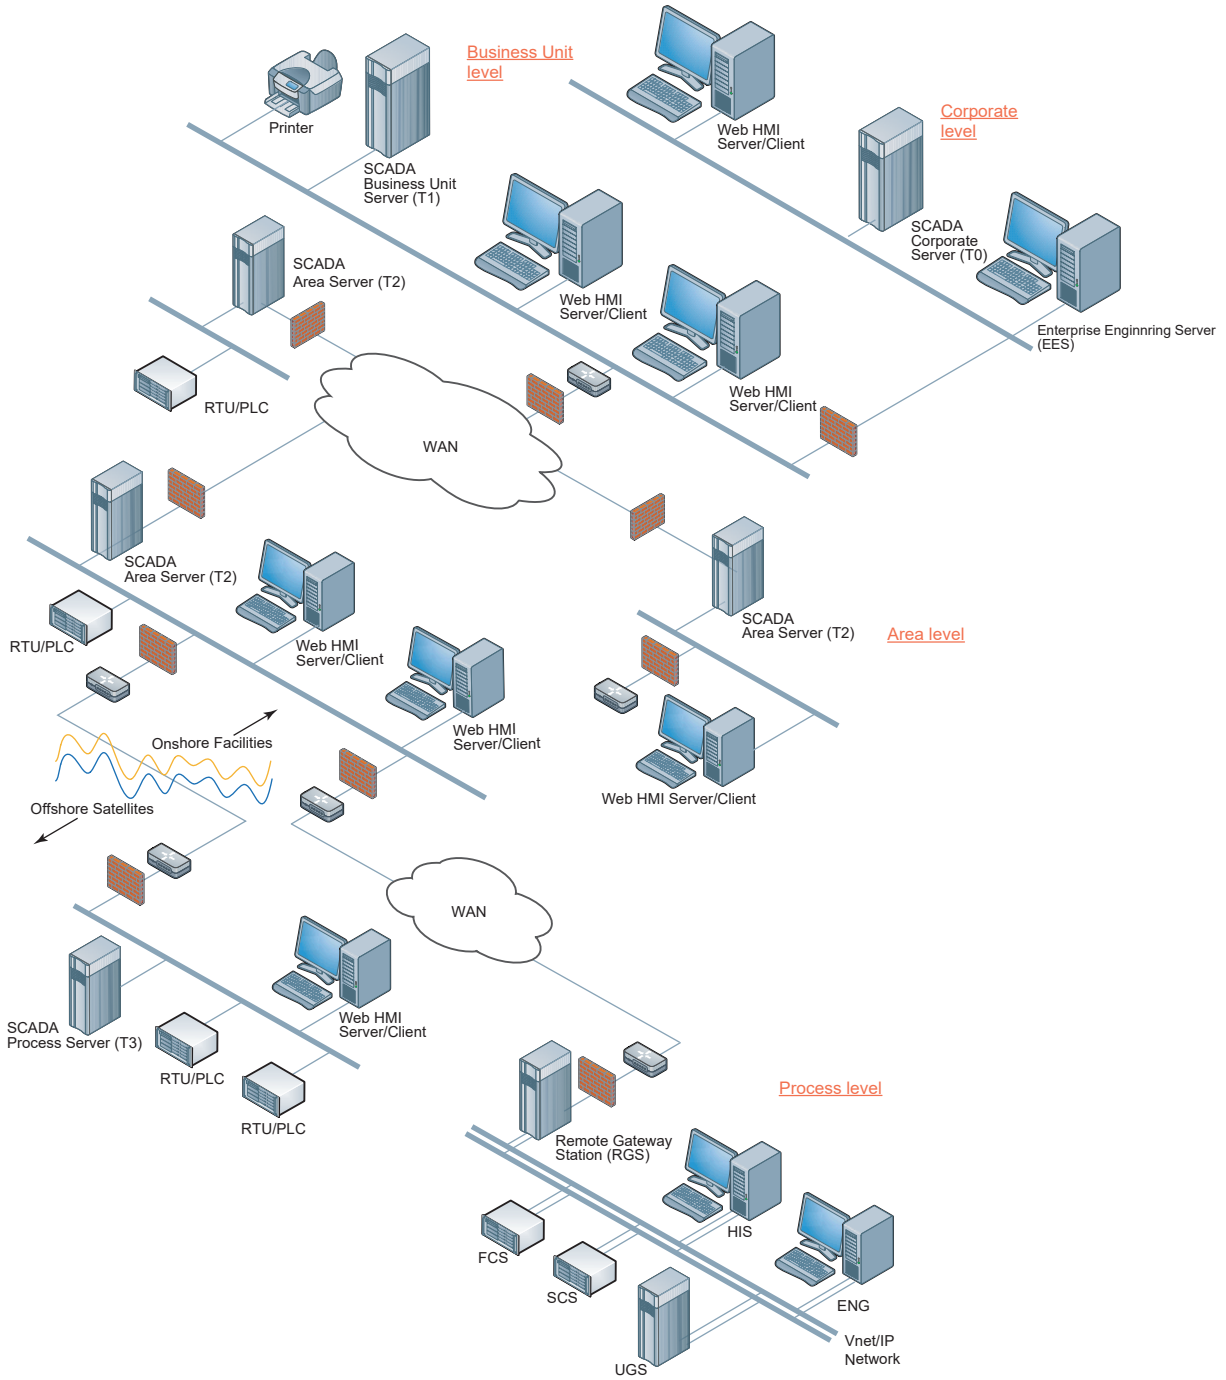 Business Unit
level
Printer
SCADA
Business Unit
Server (T1)
Web HMI
Server/Client
Corporate
level
SCADA
Corporate
Server (T0)
Enterprise Enginnring Server
(EES)
SCADA
Area Server (T2)
Web HMI
Server/Client
Web HMI
Server/Client
RTU/PLC
WAN
SCADA
Area Server (T2)
RTU/PLC
Web HMI
Server/Client
Web HMI
Server/Client
SCADA
Area Server (T2)
Area level
Web HMI Server/Client
Onshore Facilities
Offshore Satellites
WAN
SCADA
Process Server (T3)
Web HMI
Server/Client
RTU/PLC
RTU/PLC
Process level
Remote Gateway
Station (RGS)
FCS
HIS
SCS
ENG
UGS
Vnet/IP
Network